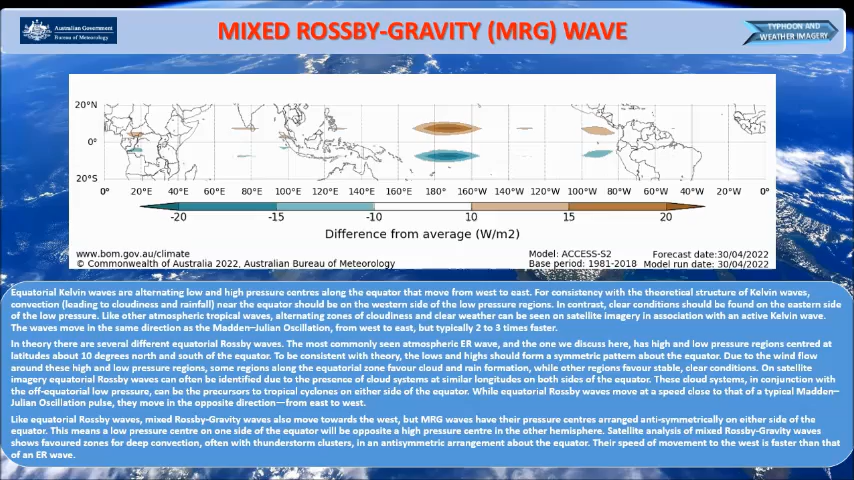 Australian Government
Bureau of Meteorology
MIXED ROSSBY-GRAVITY (MRG) WAVE
TYPHOON AND
WEATHER IMAGERY
20°N
0°
20°S
0° 20°E 40°E 60°E 80°E 100°E 120°E 140°E 160°E 180° 160°W 140°W 120°W 100°W 80°W 60°W 40°W 20°W 0°
-20 -15 -10 10 15 20
Difference from average (W/m2)
www.bom.gov.au/climate
© Commonwealth of Australia 2022, Australian Bureau of Meteorology
Model: ACCESS-S2
Base period: 1981-2018
Forecast date:30/04/2022
Model run date: 30/04/2022
Equatorial Kelvin waves are alternating low and high pressure centres along the equator that move from west to east. For consistency with the theoretical structure of Kelvin waves,
convection (leading to cloudiness and rainfall) near the equator should be on the western side of the low pressure regions. In contrast, clear conditions should be found on the eastern side
of the low pressure. Like other atmospheric tropical waves, alternating zones of cloudiness and clear weather can be seen on satellite imagery in association with an active Kelvin wave.
The waves move in the same direction as the Madden–Julian Oscillation, from west to east, but typically 2 to 3 times faster.
In theory there are several different equatorial Rossby waves. The most commonly seen atmospheric ER wave, and the one we discuss here, has high and low pressure regions centred at
latitudes about 10 degrees north and south of the equator. To be consistent with theory, the lows and highs should form a symmetric pattern about the equator. Due to the wind flow
around these high and low pressure regions, some regions along the equatorial zone favour cloud and rain formation, while other regions favour stable, clear conditions. On satellite
imagery equatorial Rossby waves can often be identified due to the presence of cloud systems at similar longitudes on both sides of the equator. These cloud systems, in conjunction with
the off-equatorial low pressure, can be the precursors to tropical cyclones on either side of the equator. While equatorial Rossby waves move at a speed close to that of a typical Madden–
Julian Oscillation pulse, they move in the opposite direction—from east to west.
Like equatorial Rossby waves, mixed Rossby-Gravity waves also move towards the west, but MRG waves have their pressure centres arranged anti-symmetrically on either side of the
equator. This means a low pressure centre on one side of the equator will be opposite a high pressure centre in the other hemisphere. Satellite analysis of mixed Rossby-Gravity waves
shows favoured zones for deep convection, often with thunderstorm clusters, in an antisymmetric arrangement about the equator. Their speed of movement to the west is faster than that
of an ER wave.